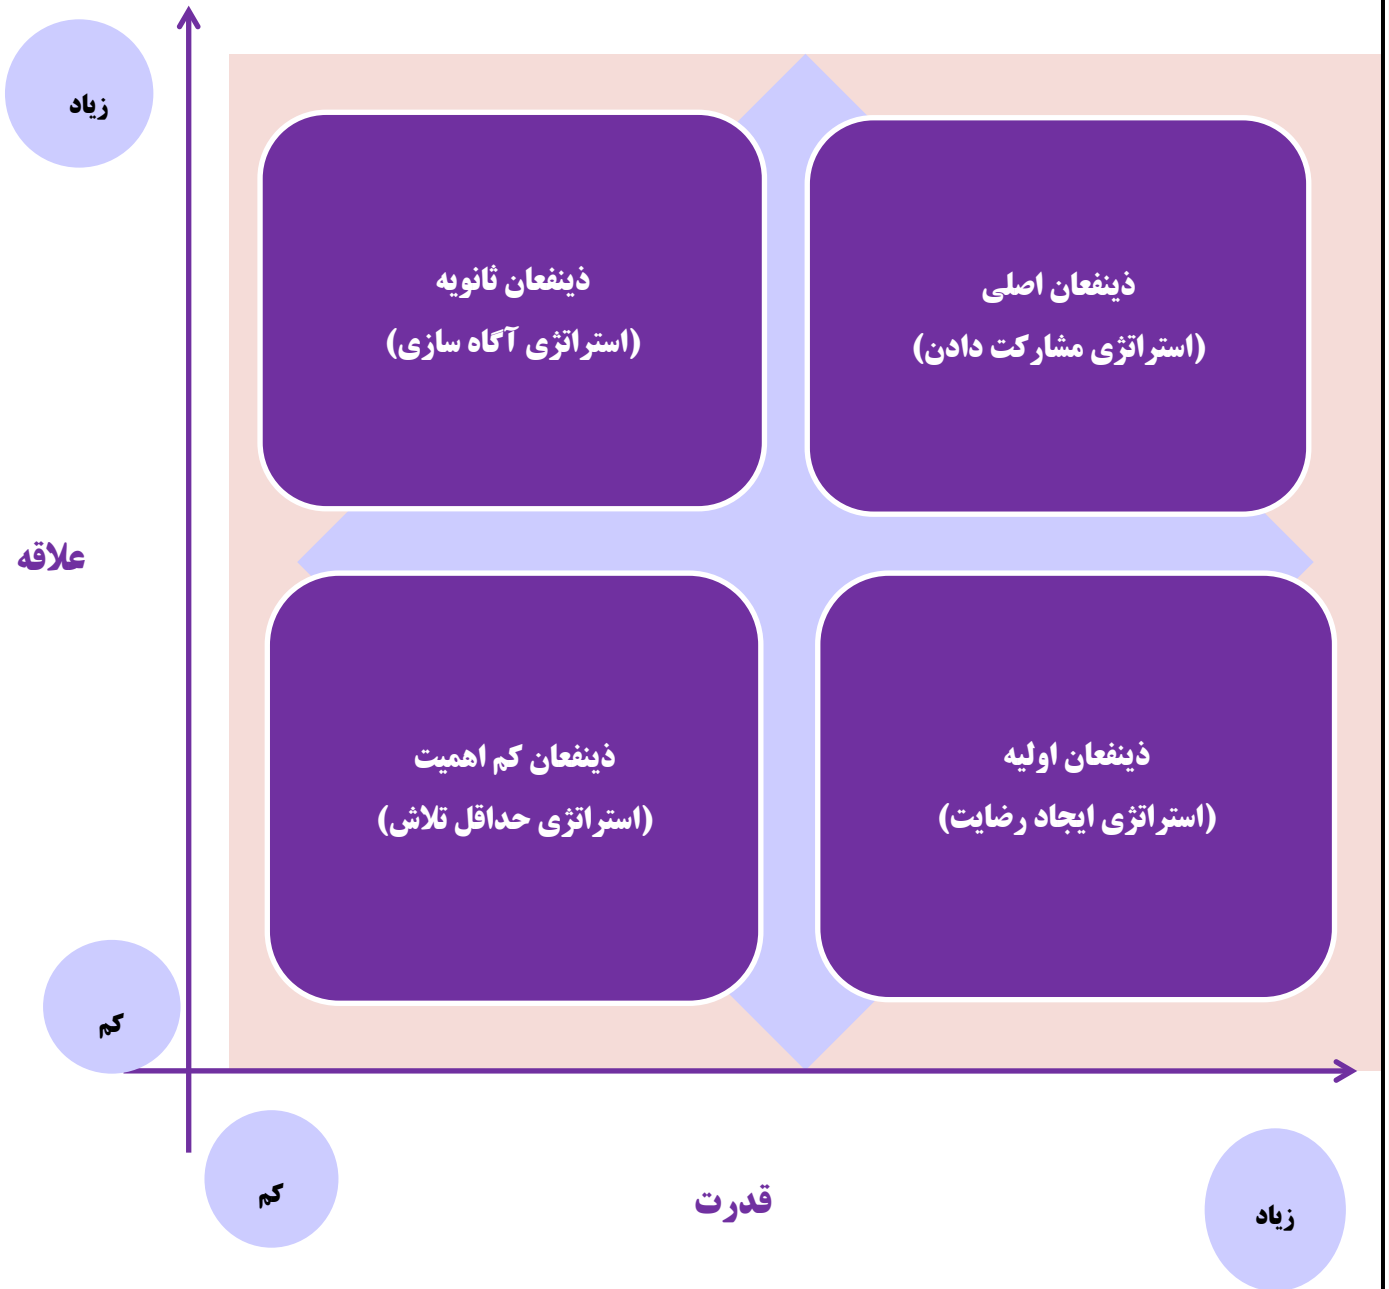 زیاد
ذینفعان اصلی
(استراتژی مشارکت دادن)
ذینفعان ثانویه
(استراتژی آگاه سازی)
علاقه
ذینفعان اولیه
(استراتژی ایجاد رضایت)
ذینفعان کم اهمیت
(استراتژی حداقل تلاش)
کم
کم
قدرت
زیاد